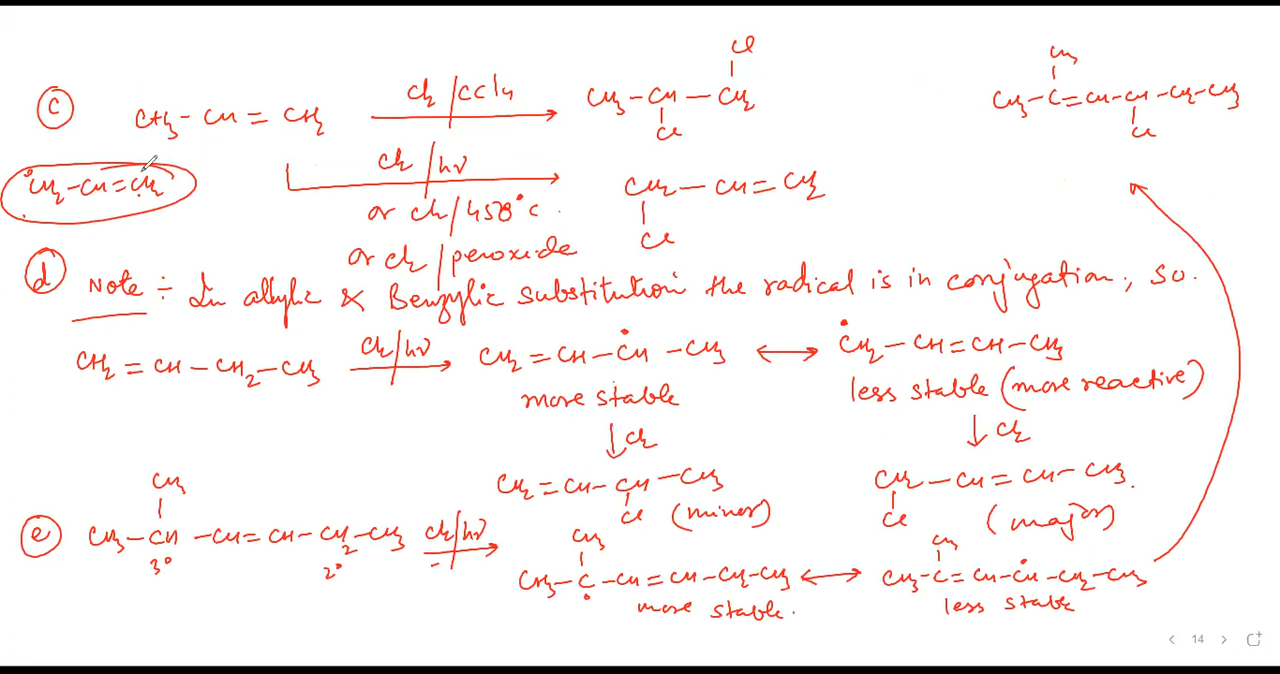 Cl
CH3
c CH3 - CH = CH2 Cl2 / CCl4 CH3 - CH - CH2 CH3 - C = CH - CH - CH2 - CH3
Cl Cl
CH2 - CH = CH2 Cl2 / hν CH2 - CH = CH2
or Cl2 / 450°C.
Cl
or Cl2 / peroxide
d Note ÷ In allylic & Benzylic substitution the radical is in conjugation, so.
CH2 = CH - CH2 - CH3 Cl2/hν CH2 = CH - CH - CH3 ⟷ CH2 - CH = CH - CH3
more stable less stable (more reactive)
↓ Cl2 ↓ Cl2
CH2 = CH - CH - CH3 CH2 - CH = CH - CH3.
Cl (minor) Cl (major)
CH3
e CH3 - CH - CH = CH - CH2 - CH3 Cl2/hν
3° 2°
CH3 CH3
CH3 - C - CH = CH - CH2 - CH3 ⟷ CH3 - C = CH - CH - CH2 - CH3
more stable. less stable
< 14 >